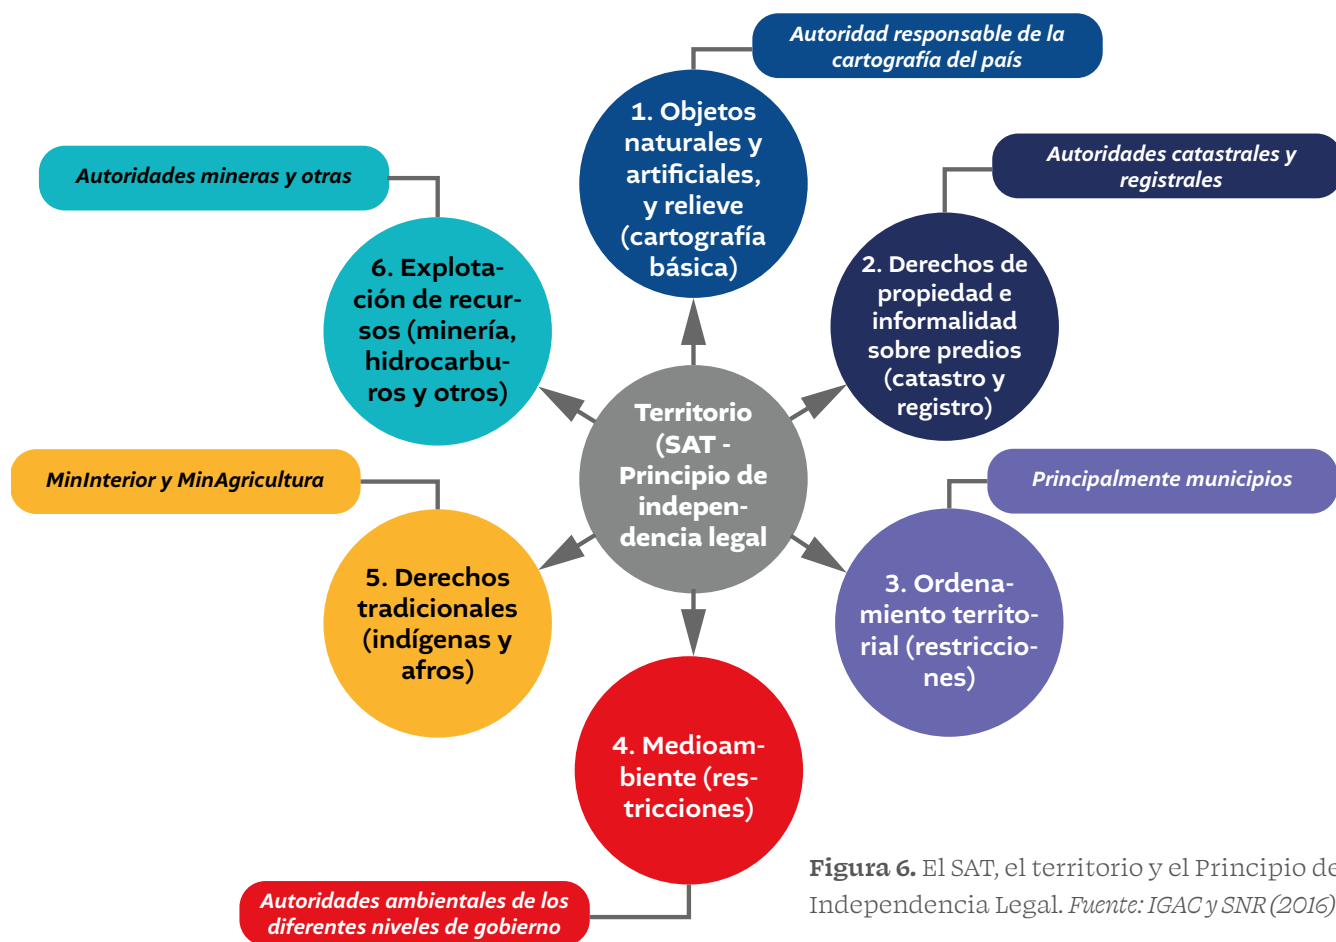 Autoridad responsable de la
cartografía del país
1. Objetos
naturales y
artificiales,
y relieve
(cartografía
básica)
Autoridades catastrales y
registrales
2. Derechos de
propiedad e
informalidad
sobre predios
(catastro y
registro)
Autoridades mineras y otras
6. Explota-
ción de recur-
sos (minería,
hidrocarbu-
ros y otros)
Territorio
(SAT -
Principio de
indepen-
dencia legal
MinInterior y MinAgricultura
5. Derechos
tradicionales
(indígenas y
afros)
Principalmente municipios
3. Ordena-
miento territo-
rial (restriccio-
nes)
4. Medioam-
biente (res-
tricciones)
Autoridades ambientales de los
diferentes niveles de gobierno
Figura 6. El SAT, el territorio y el Principio de
Independencia Legal. Fuente: IGAC y SNR (2016)